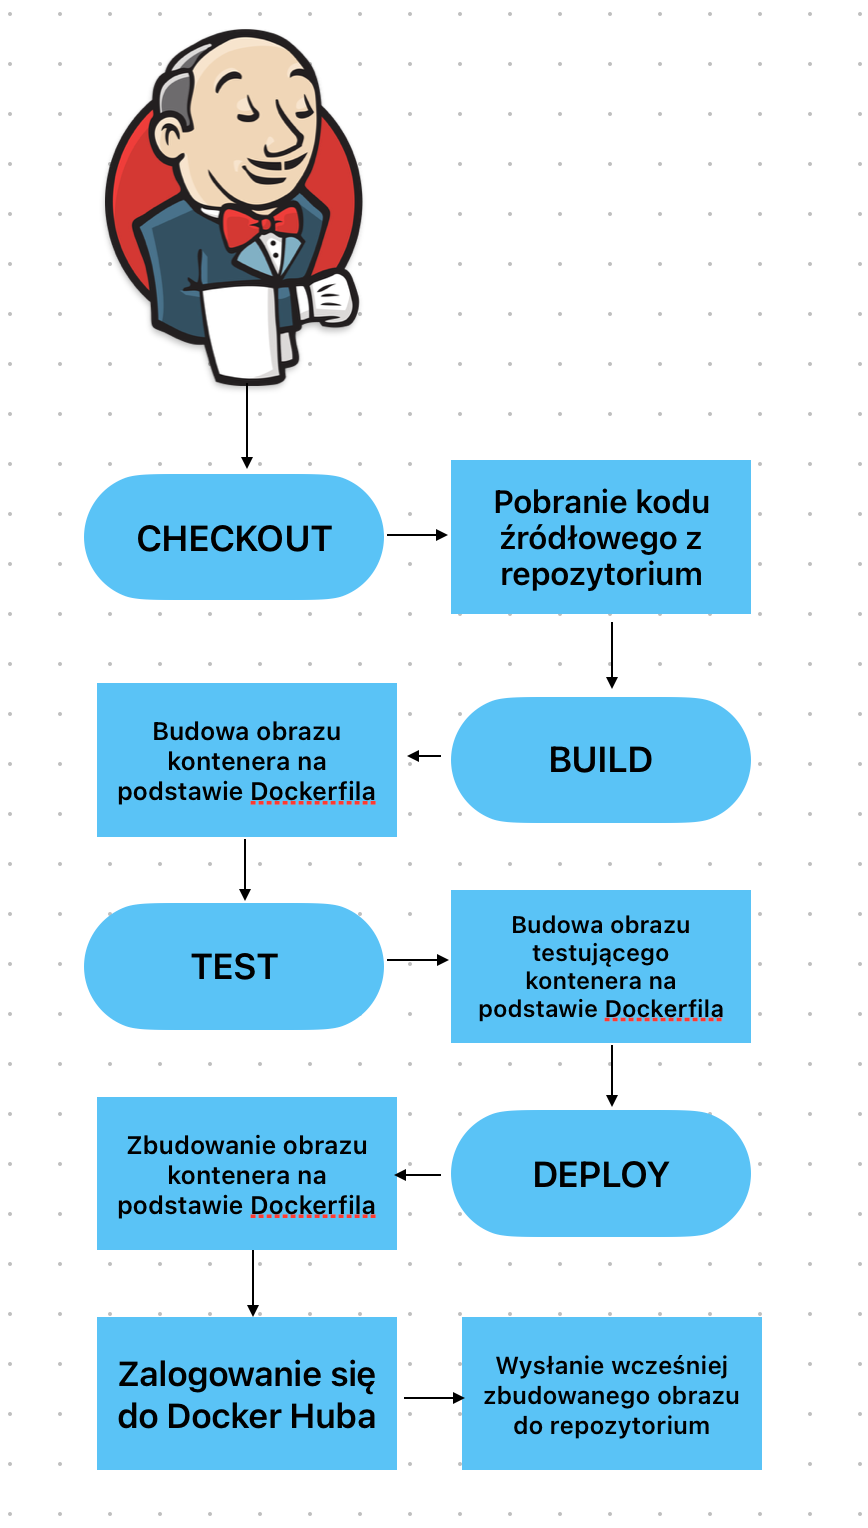 CHECKOUT
Pobranie kodu
źródłowego z
repozytorium
BUILD
Budowa obrazu
kontenera na
podstawie Dockerfila
TEST
Budowa obrazu
testującego
kontenera na
podstawie Dockerfila
DEPLOY
Zbudowanie obrazu
kontenera na
podstawie Dockerfila
Zalogowanie się
do Docker Huba
Wysłanie wcześniej
zbudowanego obrazu
do repozytorium